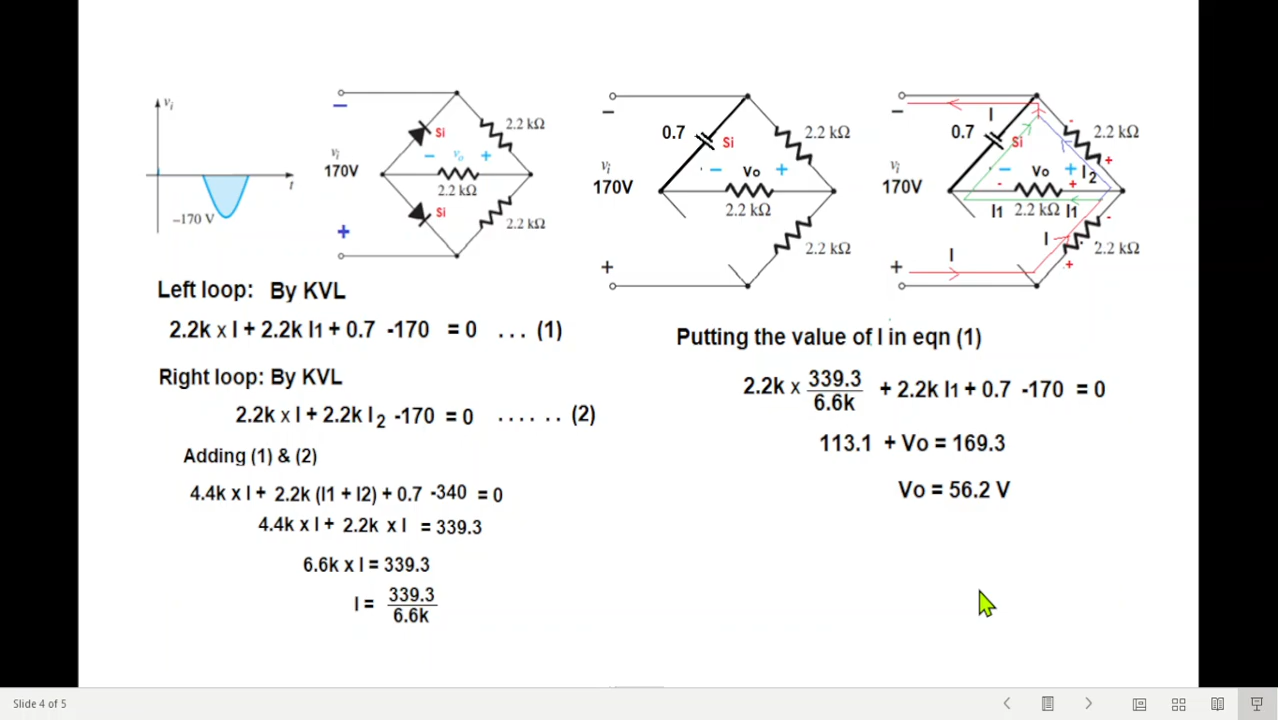 vi
t
−170 V
−
vi
170V
+
Si
Si
2.2 kΩ
− vo +
2.2 kΩ
2.2 kΩ
−
0.7
Si
2.2 kΩ
vi
170V
− Vo +
2.2 kΩ
2.2 kΩ
+
−
I
0.7
Si
-
2.2 kΩ
+
vi
170V
− Vo + I2
- +
I1 2.2 kΩ I1
-
I
2.2 kΩ
+
I
+
Left loop: By KVL
2.2k x I + 2.2k I1 + 0.7 -170 = 0 ... (1)
Right loop: By KVL
2.2k x I + 2.2k I2 -170 = 0 ...... (2)
Adding (1) & (2)
4.4k x I + 2.2k (I1 + I2) + 0.7 -340 = 0
4.4k x I + 2.2k x I = 339.3
6.6k x I = 339.3
I = 339.3
6.6k
Putting the value of I in eqn (1)
2.2k x 339.3 + 2.2k I1 + 0.7 -170 = 0
6.6k
113.1 + Vo = 169.3
Vo = 56.2 V
Slide 4 of 5